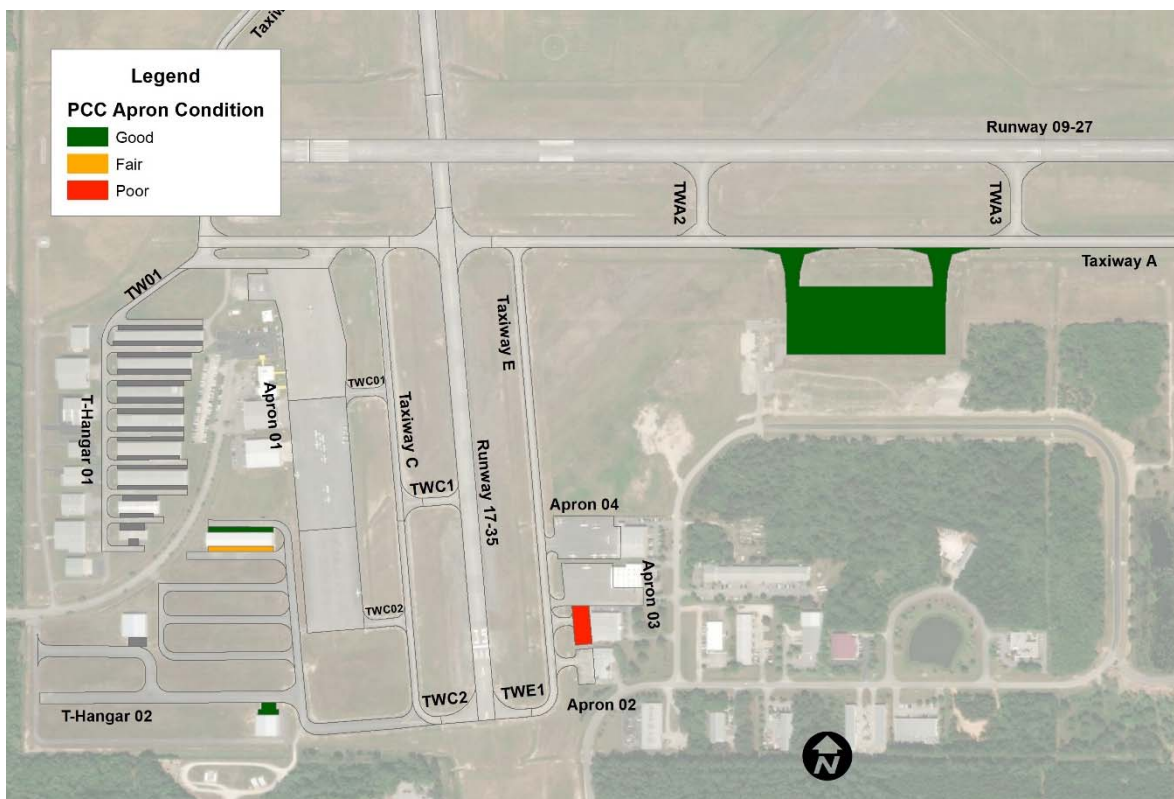 Taxiw
Legend
PCC Apron Condition
Good
Fair
Poor
Runway 09-27
TWA2
TWA3
Taxiway A
TW01
Taxiway E
TWC01
Apron 01
T-Hangar 01
Taxiway C
Runway 17-35
TWC1
Apron 04
Apron 03
TWC02
TWC2
TWE1
Apron 02
T-Hangar 02
N